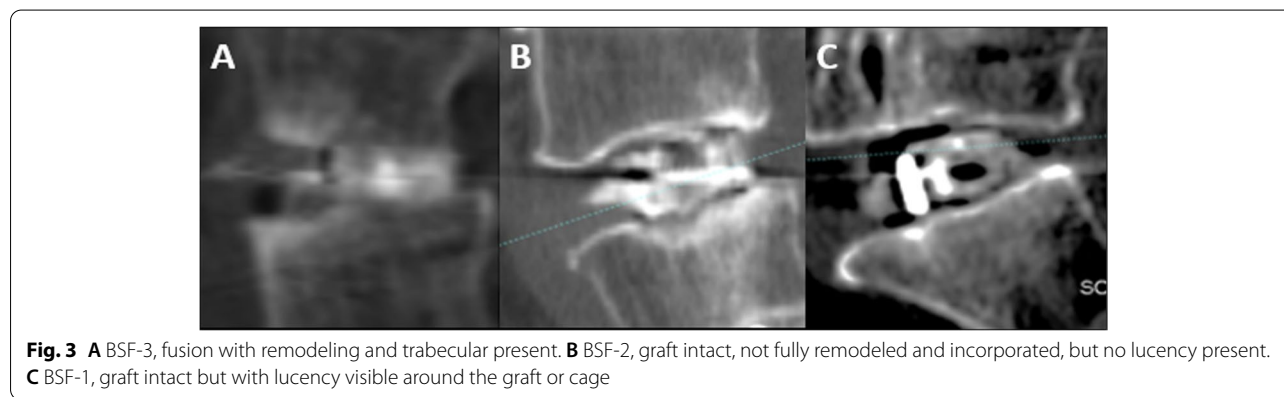 A
B
C
SC
Fig. 3 A BSF-3, fusion with remodeling and trabecular present. B BSF-2, graft intact, not fully remodeled and incorporated, but no lucency present.
C BSF-1, graft intact but with lucency visible around the graft or cage